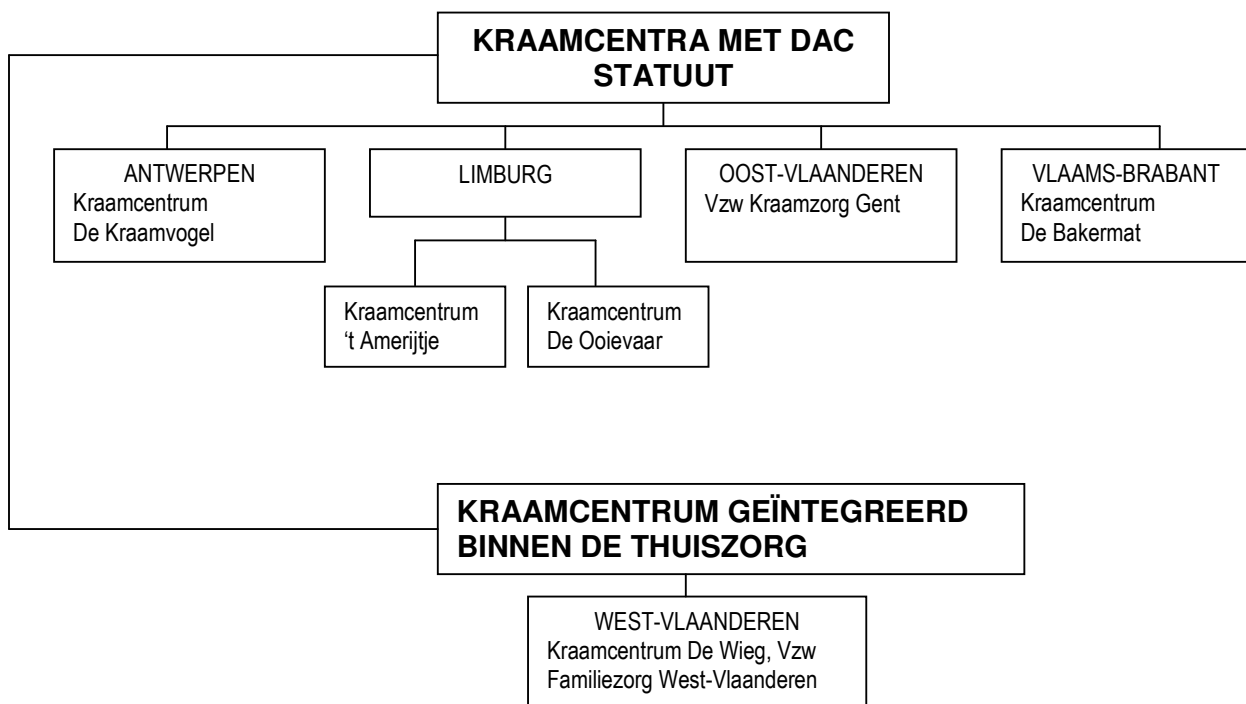 KRAAMCENTRA MET DAC
STATUUT
ANTWERPEN
Kraamcentrum
De Kraamvogel
LIMBURG
OOST-VLAANDEREN
Vzw Kraamzorg Gent
VLAAMS-BRABANT
Kraamcentrum
De Bakermat
Kraamcentrum
‘t Amerijtje
Kraamcentrum
De Ooievaar
KRAAMCENTRUM GEÏNTEGREERD
BINNEN DE THUISZORG
WEST-VLAANDEREN
Kraamcentrum De Wieg, Vzw
Familiezorg West-Vlaanderen